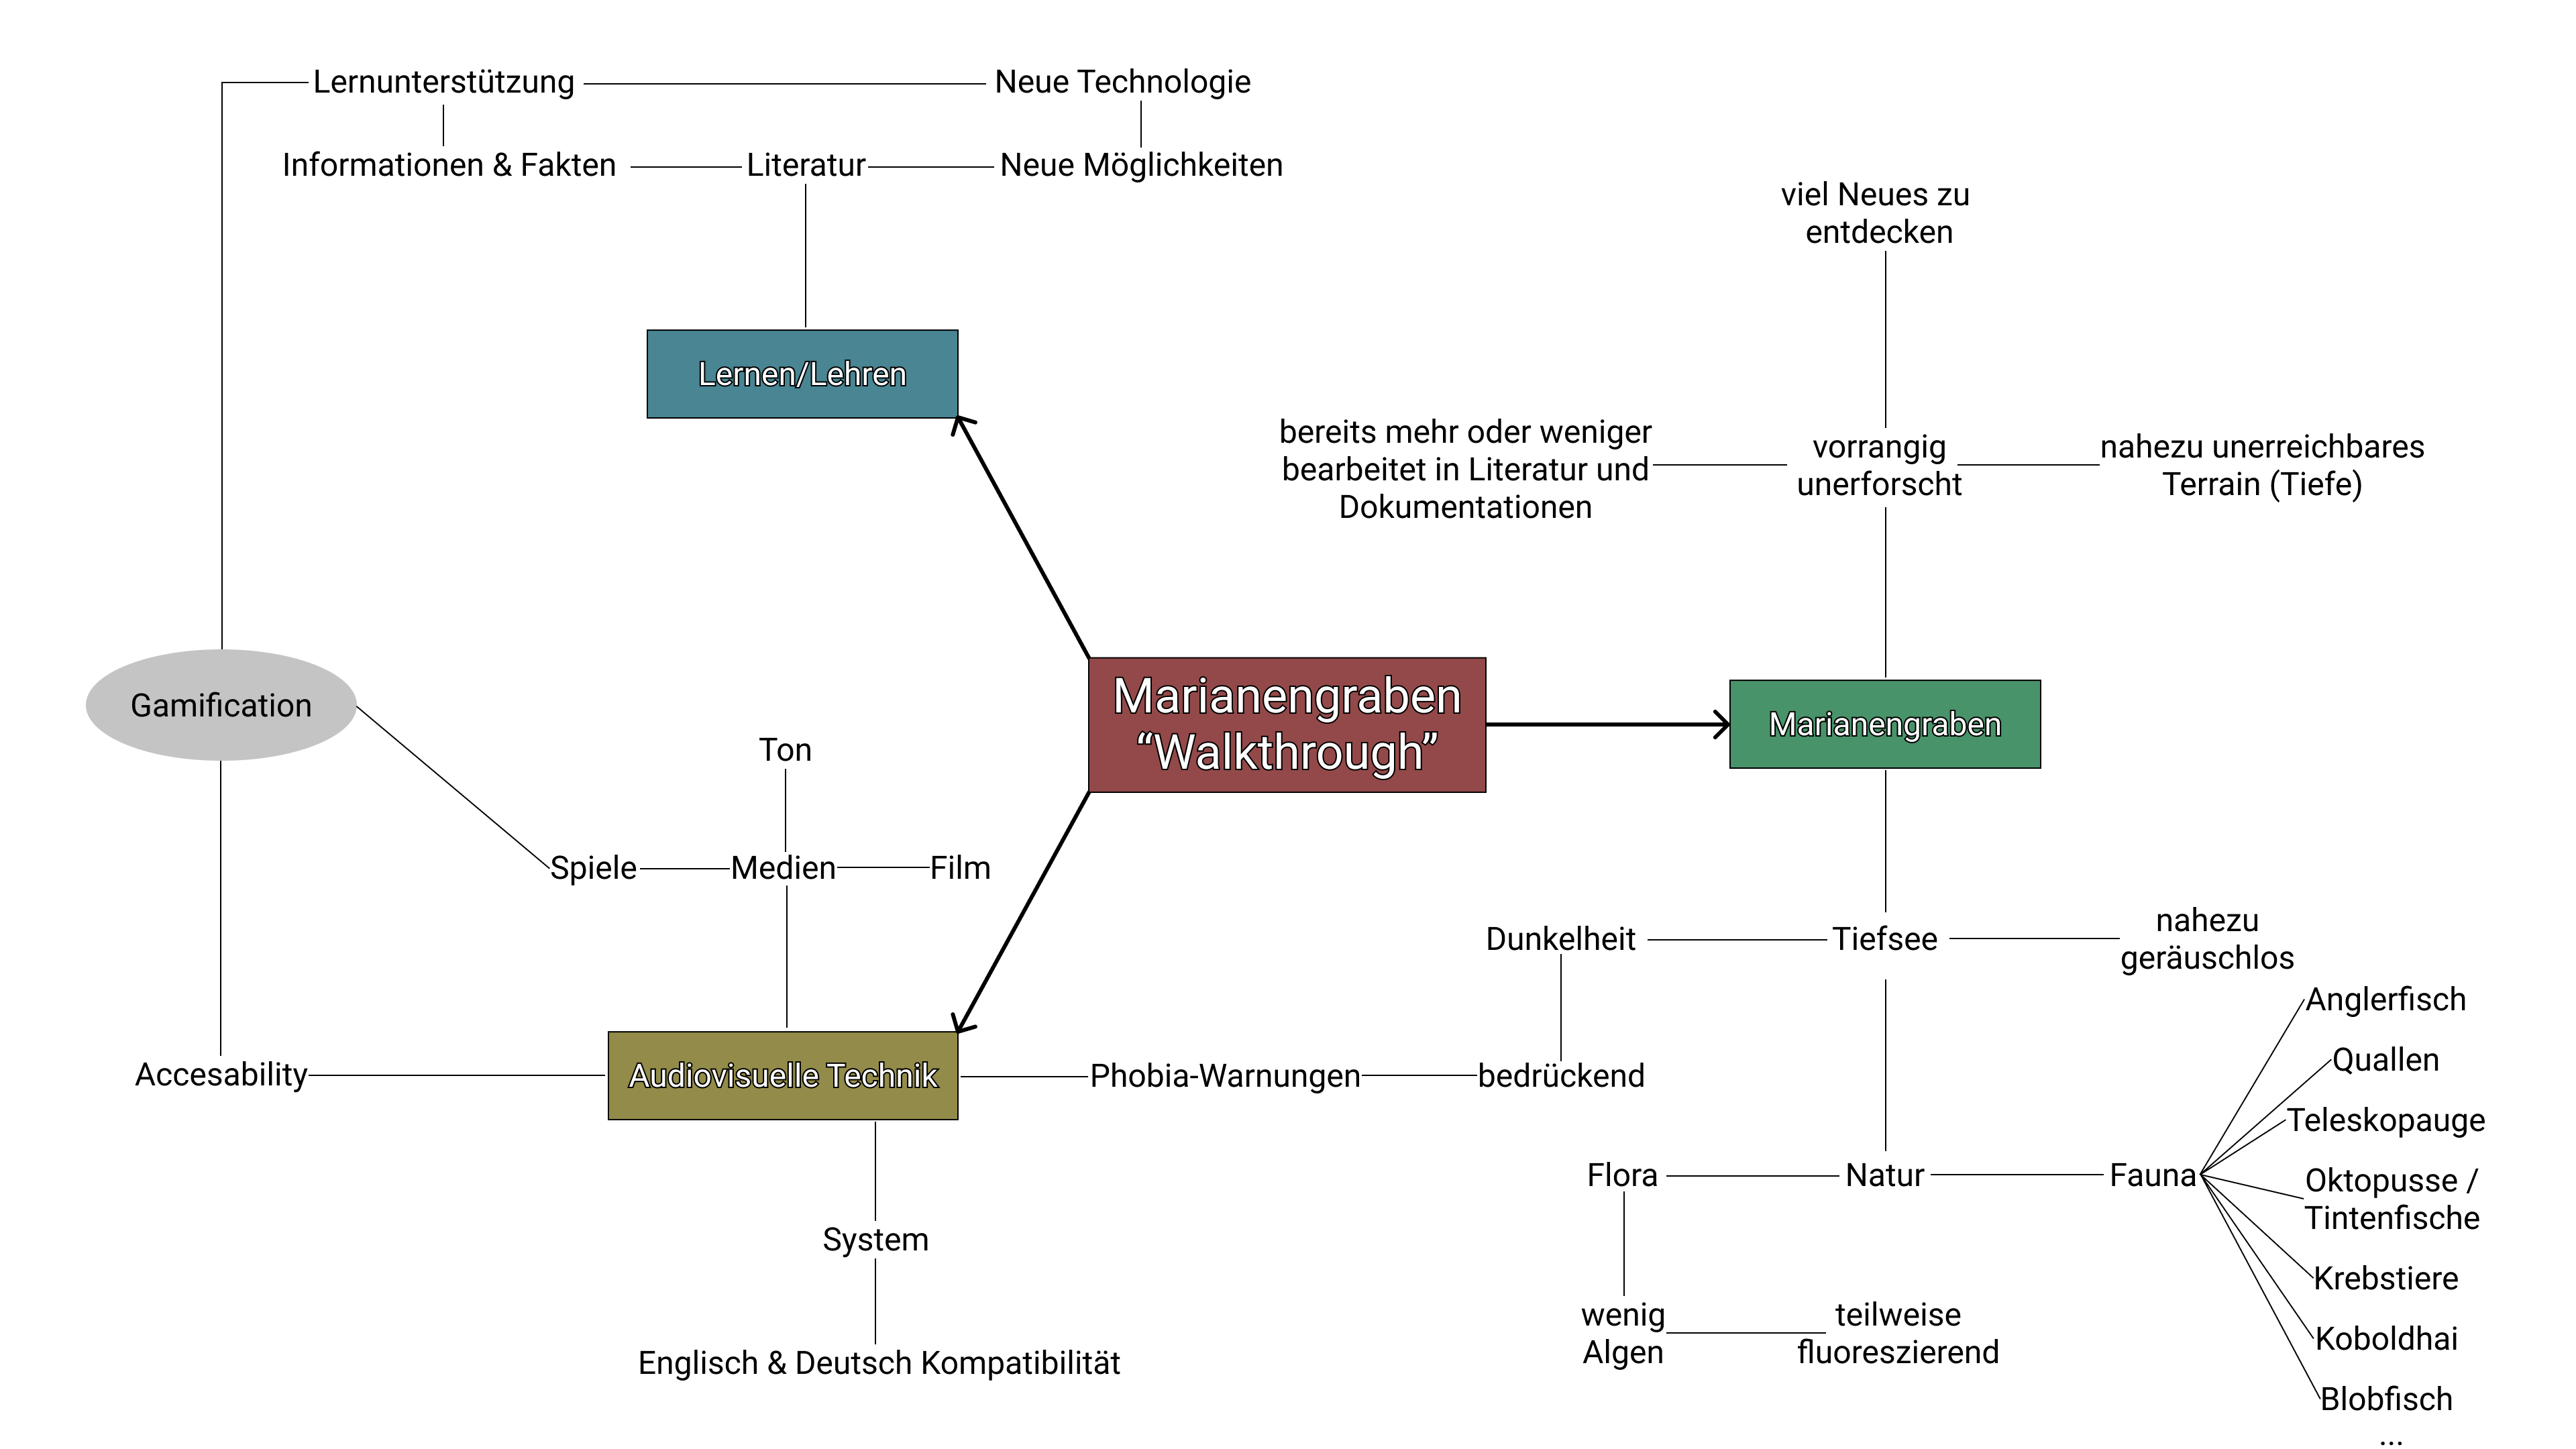 Lernunterstützung
Neue Technologie
Informationen & Fakten
Literatur
Neue Möglichkeiten
Lernen/Lehren
viel Neues zu
entdecken
bereits mehr oder weniger
bearbeitet in Literatur und
Dokumentationen
vorrangig
unerforscht
nahezu unerreichbares
Terrain (Tiefe)
Gamification
Marianengraben
“Walkthrough”
Marianengraben
Ton
Spiele
Medien
Film
Dunkelheit
Tiefsee
nahezu
geräuschlos
Accesability
Audiovisuelle Technik
Phobia-Warnungen
bedrückend
Flora
Natur
Fauna
Anglerfisch
Quallen
Teleskopauge
Oktopusse /
Tintenfische
Krebstiere
Koboldhai
Blobfisch
...
System
Englisch & Deutsch Kompatibilität
wenig
Algen
teilweise
fluoreszierend